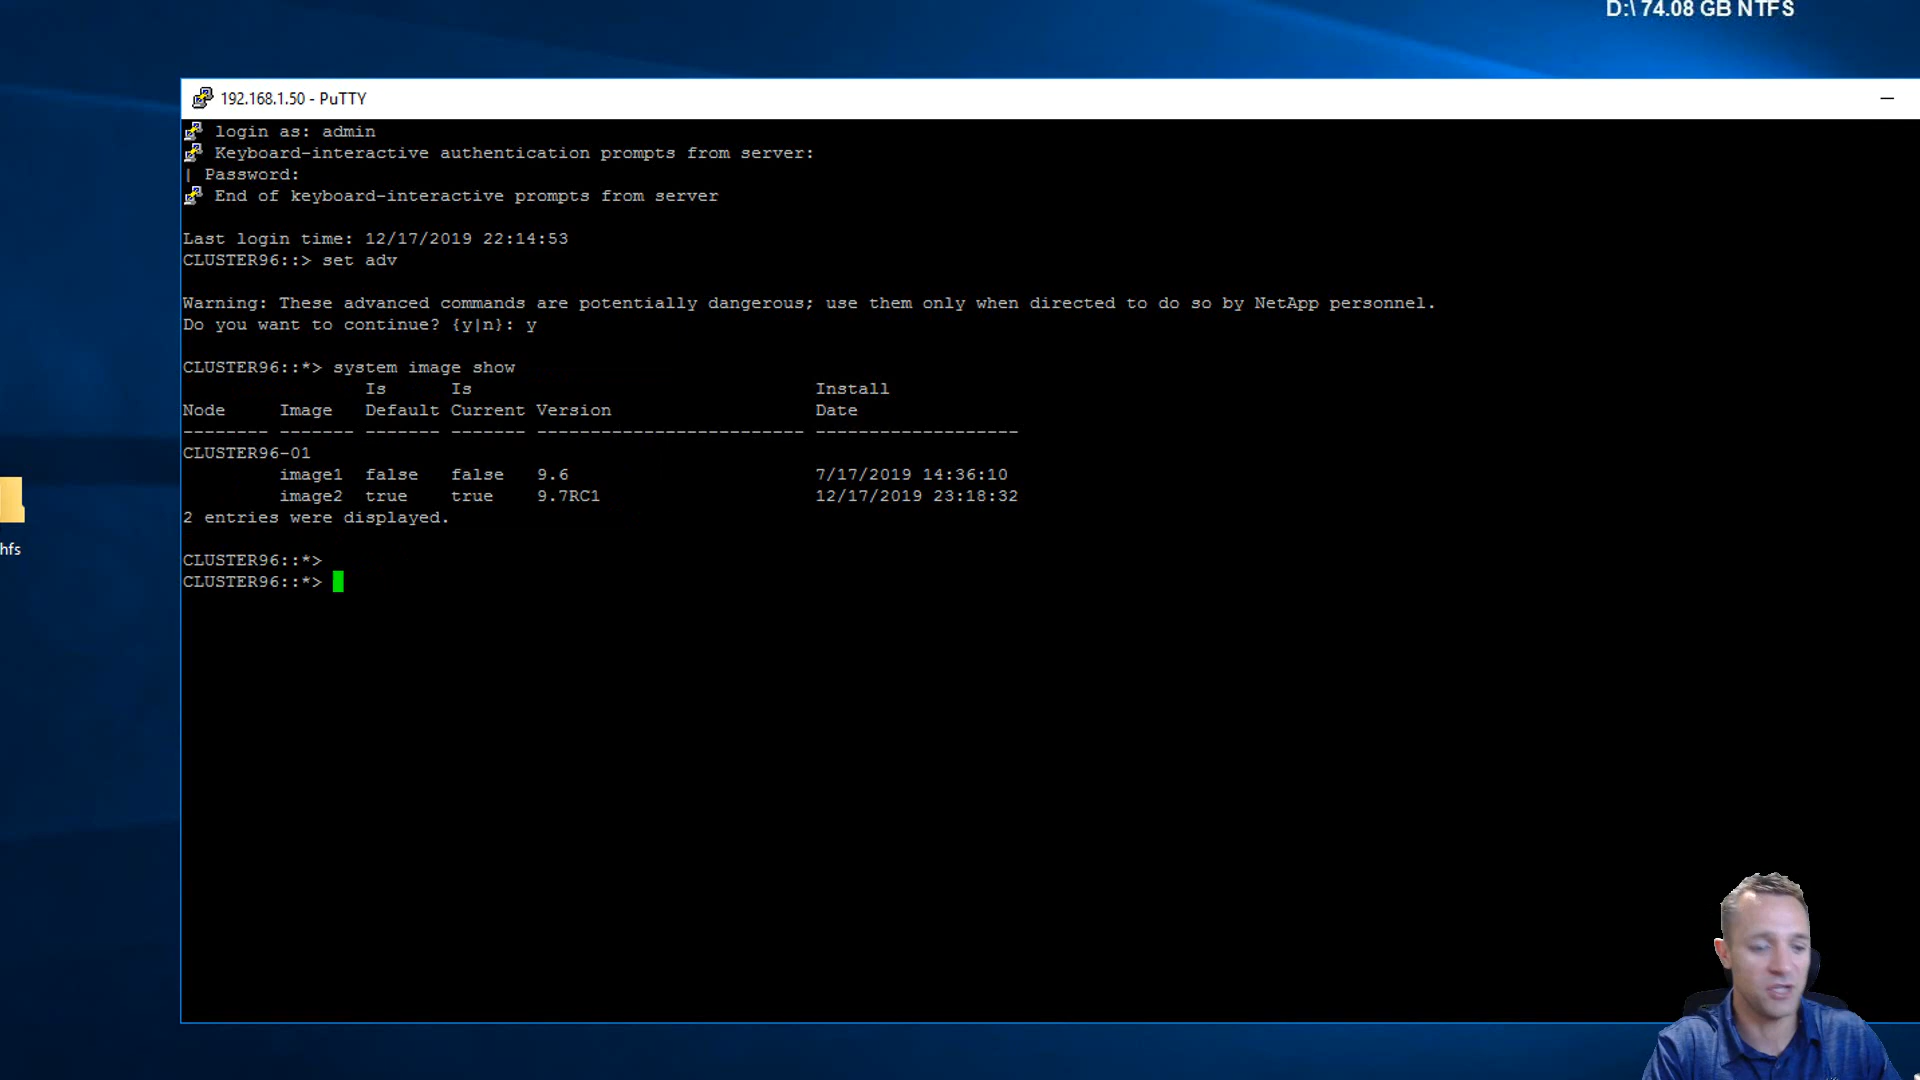 D:\ 74.08 GB NTFS
192.168.1.50 - PuTTY
login as: admin
Keyboard-interactive authentication prompts from server:
| Password:
End of keyboard-interactive prompts from server
Last login time: 12/17/2019 22:14:53
CLUSTER96::> set adv
Warning: These advanced commands are potentially dangerous; use them only when directed to do so by NetApp personnel.
Do you want to continue? {y|n}: y
CLUSTER96::*> system image show
Is Is Install
Node Image Default Current Version Date
-------- ------- ------- ------- ------------------------- -------------------
CLUSTER96-01
image1 false false 9.6 7/17/2019 14:36:10
image2 true true 9.7RC1 12/17/2019 23:18:32
2 entries were displayed.
CLUSTER96::*>
CLUSTER96::*>
hfs